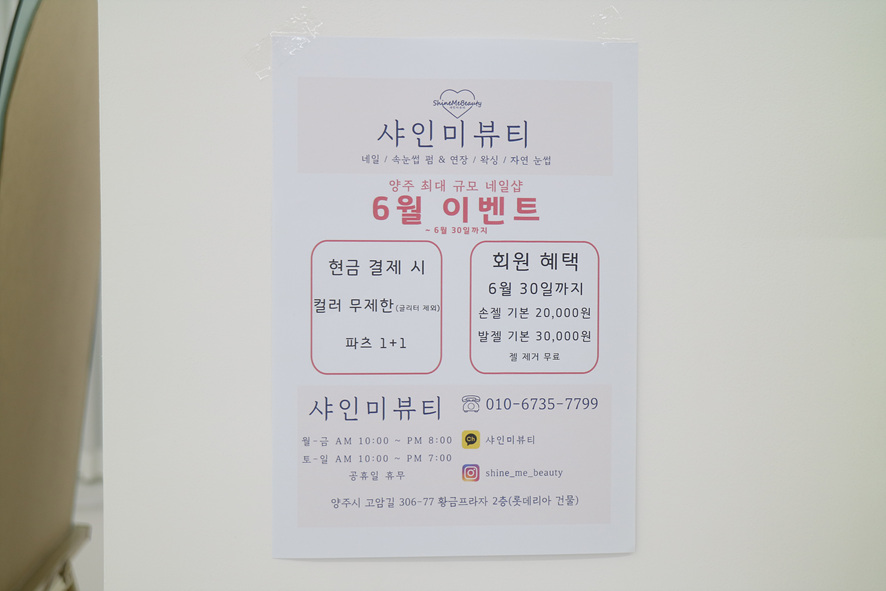 ShineMeBeauty
샤인미뷰티
네일 / 속눈썹 펌 & 연장 / 왁싱 / 자연 눈썹
양주 최대 규모 네일샵
6월 이벤트
~ 6월 30일까지
현금 결제 시
컬러 무제한(글리터 제외)
파츠 1+1
회원 혜택
6월 30일까지
손젤 기본 20,000원
발젤 기본 30,000원
젤 제거 무료
샤인미뷰티
월-금 AM 10:00 ~ PM 8:00
토-일 AM 10:00 ~ PM 7:00
공휴일 휴무
010-6735-7799
Ch 샤인미뷰티
shine_me_beauty
양주시 고암길 306-77 황금프라자 2층(롯데리아 건물)